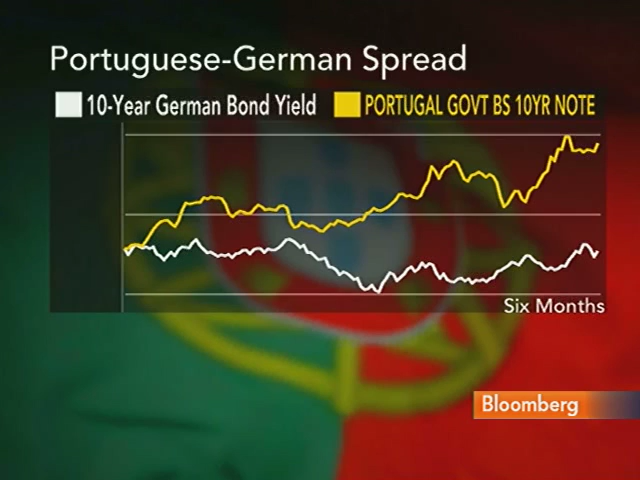 Portuguese-German Spread
10-Year German Bond Yield PORTUGAL GOVT BS 10YR NOTE
Six Months
Bloomberg